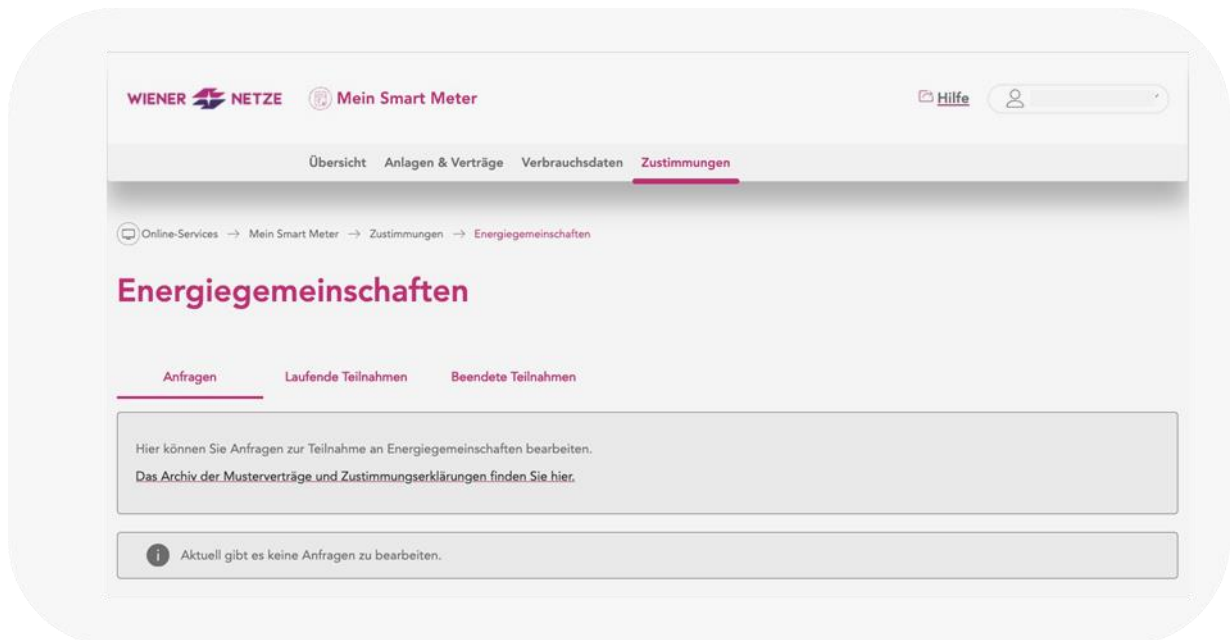 WIENER NETZE Mein Smart Meter Hilfe
Übersicht Anlagen & Verträge Verbrauchsdaten Zustimmungen
Online-Services → Mein Smart Meter → Zustimmungen → Energiegemeinschaften
Energiegemeinschaften
Anfragen Laufende Teilnahmen Beendete Teilnahmen
Hier können Sie Anfragen zur Teilnahme an Energiegemeinschaften bearbeiten.
Das Archiv der Musterverträge und Zustimmungserklärungen finden Sie hier.
Aktuell gibt es keine Anfragen zu bearbeiten.